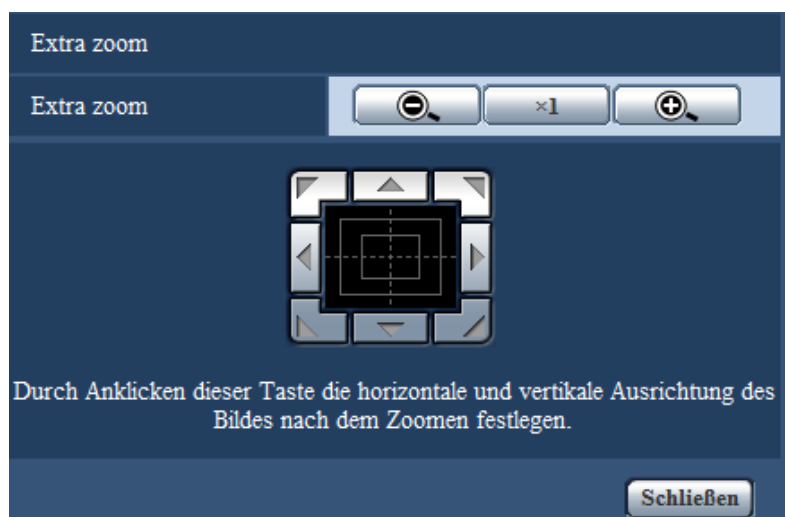 Extra zoom
Extra zoom
×1
Durch Anklicken dieser Taste die horizontale und vertikale Ausrichtung des
Bildes nach dem Zoomen festlegen.
Schließen